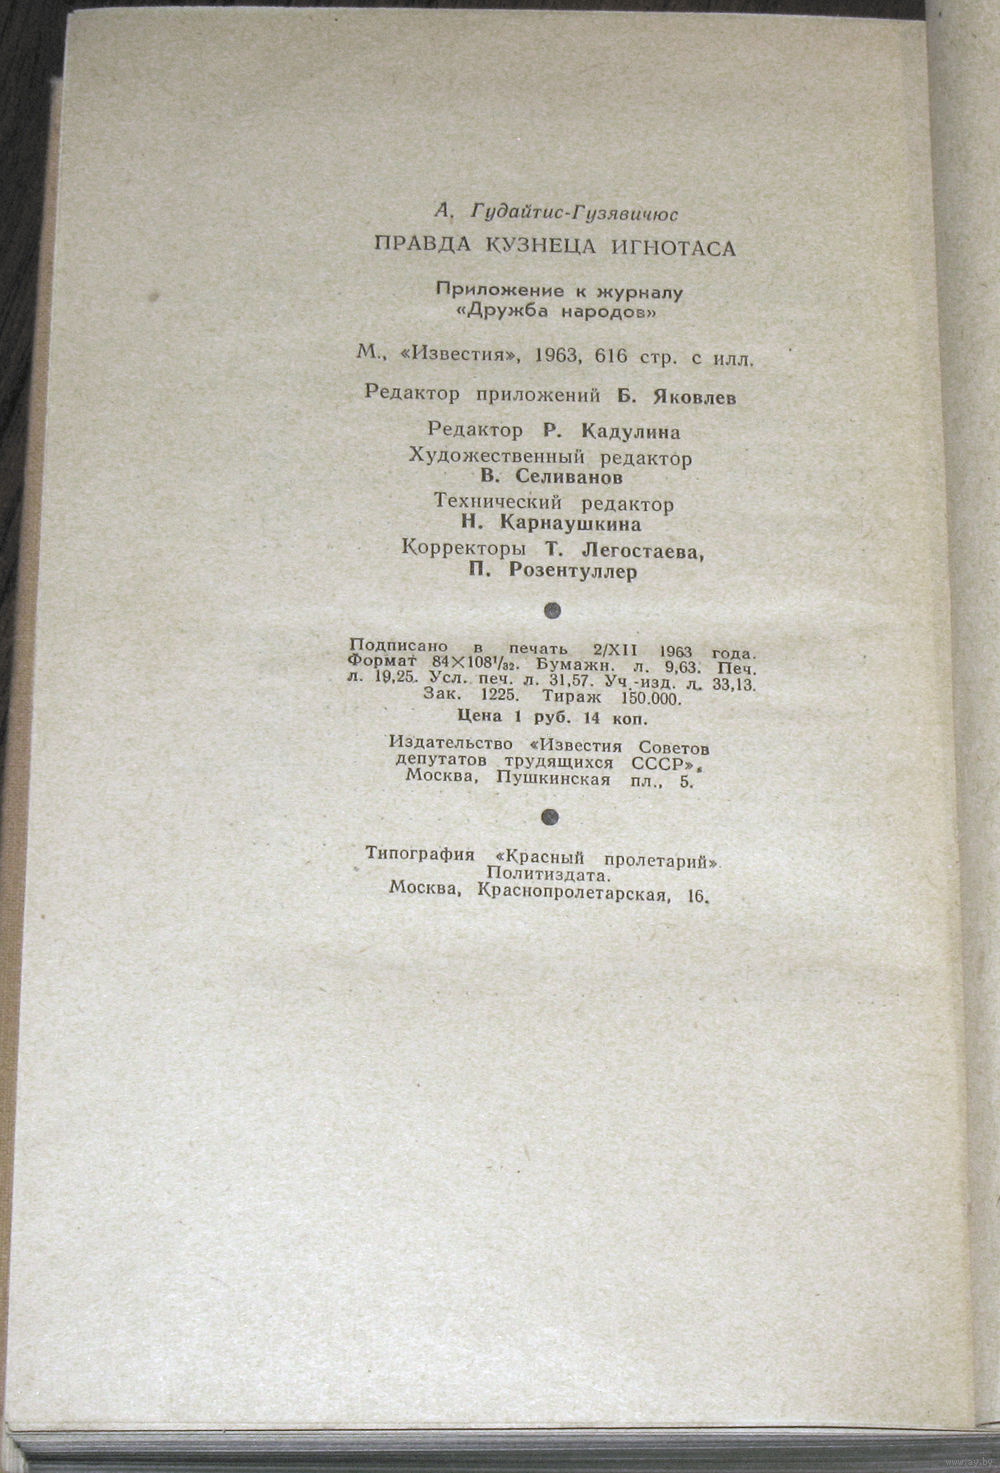 А. Гудайтис-Гузявичюс
ПРАВДА КУЗНЕЦА ИГНОТАСА
Приложение к журналу
«Дружба народов»
М., «Известия», 1963, 616 стр. с илл.
Редактор приложений Б. Яковлев
Редактор Р. Кадулина
Художественный редактор
В. Селиванов
Технический редактор
Н. Карнаушкина
Корректоры Т. Легостаева,
П. Розентуллер
Подписано в печать 2/XII 1963 года.
Формат 84×108¹/₃₂. Бумажн. л. 9,63. Печ.
л. 19,25. Усл. печ. л. 31,57. Уч.-изд. л. 33,13.
Зак. 1225. Тираж 150.000.
Цена 1 руб. 14 коп.
Издательство «Известия Советов
депутатов трудящихся СССР».
Москва, Пушкинская пл., 5.
Типография «Красный пролетарий»
Политиздата.
Москва, Краснопролетарская, 16.
www.ay.by